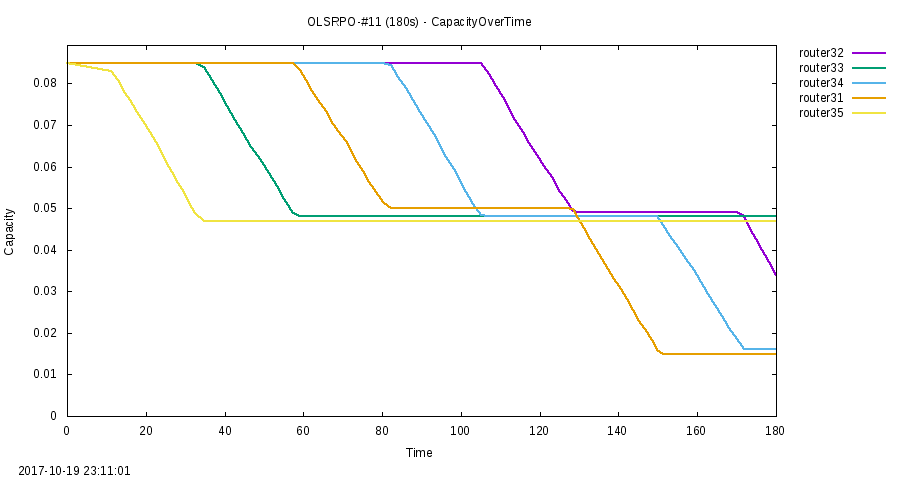 OLSRPO-#11 (180s) - CapacityOverTime
router32
router33
router34
router31
router35
0.08
0.07
0.06
0.05
0.04
0.03
0.02
0.01
0
Capacity
0 20 40 60 80 100 120 140 160 180
Time
2017-10-19 23:11:01